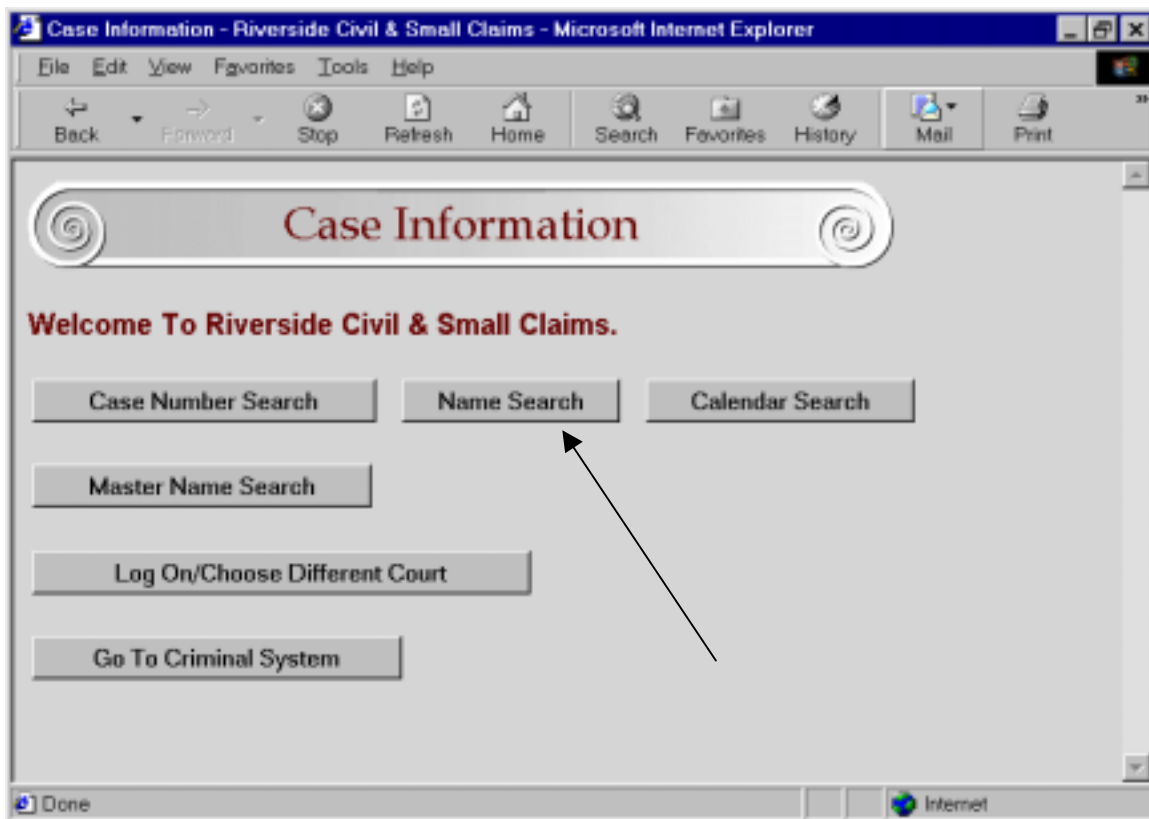 Case Information - Riverside Civil & Small Claims - Microsoft Internet Explorer
File Edit View Favorites Tools Help
Back Forward Stop Refresh Home Search Favorites History Mail Print
Case Information
Welcome To Riverside Civil & Small Claims.
Case Number Search Name Search Calendar Search
Master Name Search
Log On/Choose Different Court
Go To Criminal System
Done Internet